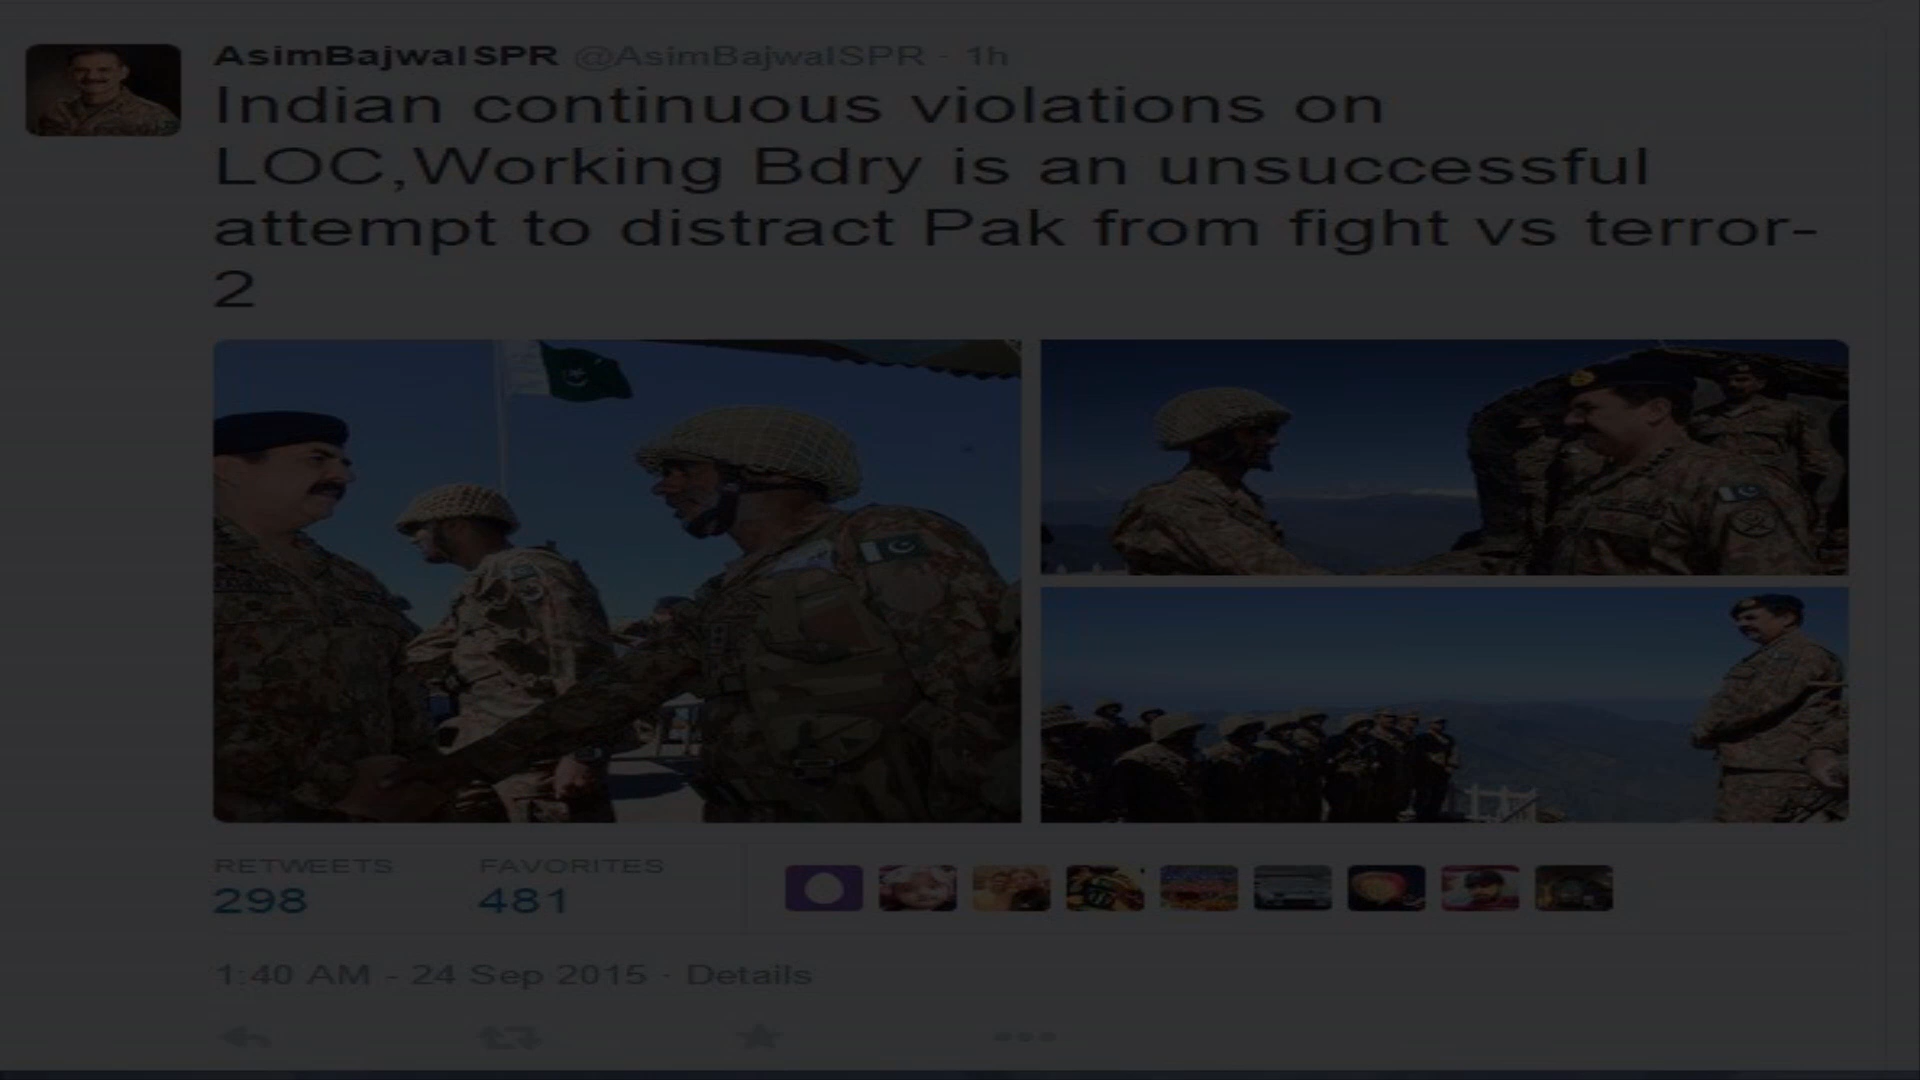 AsimBajwaISPR @AsimBajwaISPR · 1h
Indian continuous violations on
LOC,Working Bdry is an unsuccessful
attempt to distract Pak from fight vs terror-
2
RETWEETS FAVORITES
298 481
1:40 AM - 24 Sep 2015 · Details